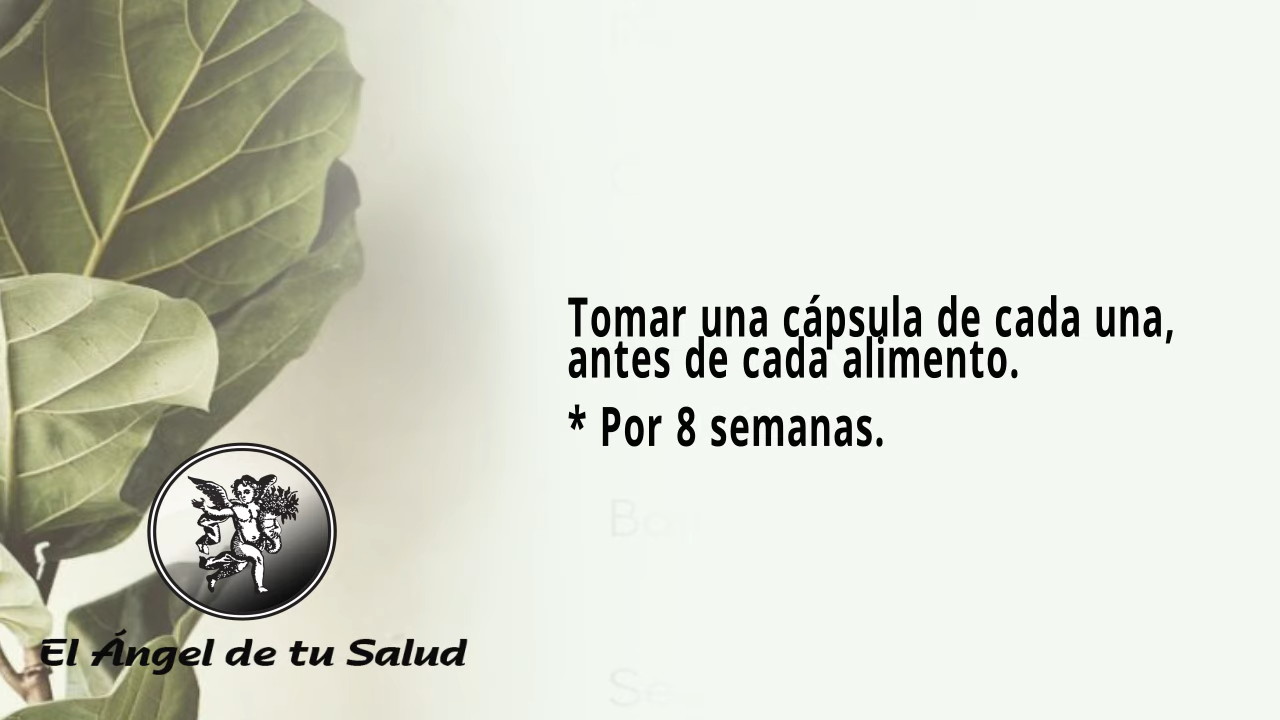 Tomar una cápsula de cada una,
antes de cada alimento.
* Por 8 semanas.
El Ángel de tu Salud